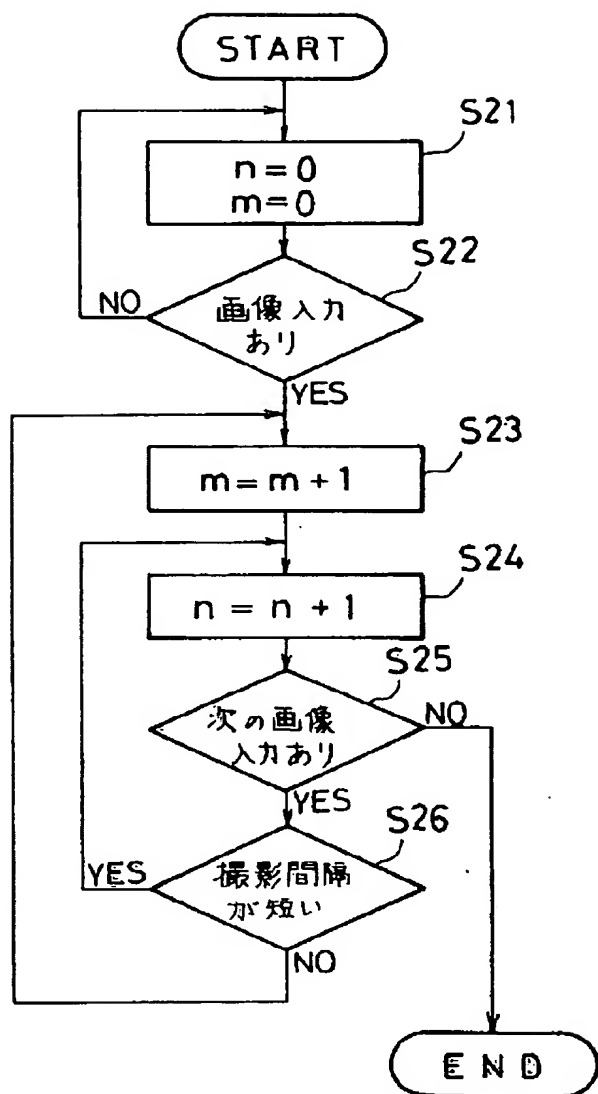 START
S21
n=0
m=0
S22
NO
画像入力
あり
YES
S23
m=m+1
S24
n=n+1
S25
次の画像
入力あり
NO
YES
S26
YES
撮影間隔
が短い
NO
END